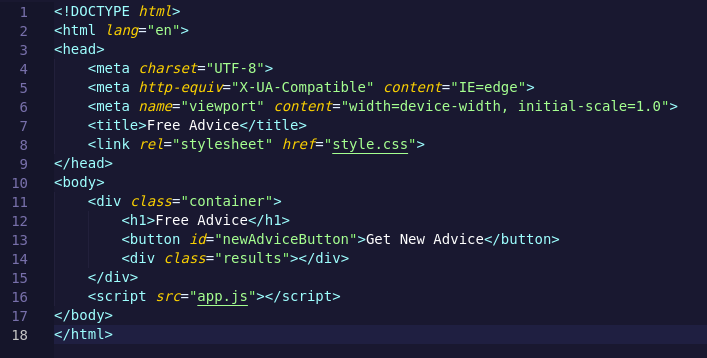 1 <!DOCTYPE html>
2 <html lang="en">
3 <head>
4     <meta charset="UTF-8">
5     <meta http-equiv="X-UA-Compatible" content="IE=edge">
6     <meta name="viewport" content="width=device-width, initial-scale=1.0">
7     <title>Free Advice</title>
8     <link rel="stylesheet" href="style.css">
9 </head>
10 <body>
11     <div class="container">
12         <h1>Free Advice</h1>
13         <button id="newAdviceButton">Get New Advice</button>
14         <div class="results"></div>
15     </div>
16     <script src="app.js"></script>
17 </body>
18 </html>